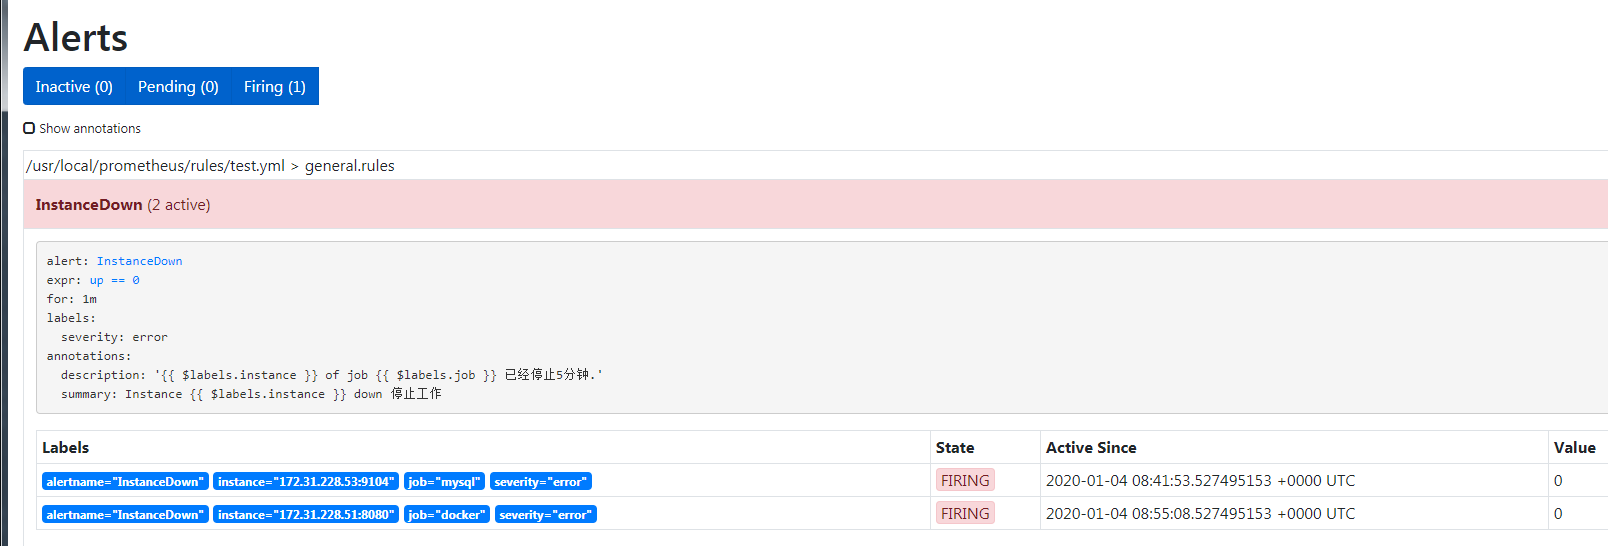 Alerts
Inactive (0) Pending (0) Firing (1)
Show annotations
/usr/local/prometheus/rules/test.yml > general.rules
InstanceDown (2 active)
alert: InstanceDown
expr: up == 0
for: 1m
labels:
  severity: error
annotations:
  description: '{{ $labels.instance }} of job {{ $labels.job }} 已经停止5分钟.'
  summary: Instance {{ $labels.instance }} down 停止工作
Labels State Active Since Value
alertname="InstanceDown" instance="172.31.228.53:9104" job="mysql" severity="error" FIRING 2020-01-04 08:41:53.527495153 +0000 UTC 0
alertname="InstanceDown" instance="172.31.228.51:8080" job="docker" severity="error" FIRING 2020-01-04 08:55:08.527495153 +0000 UTC 0